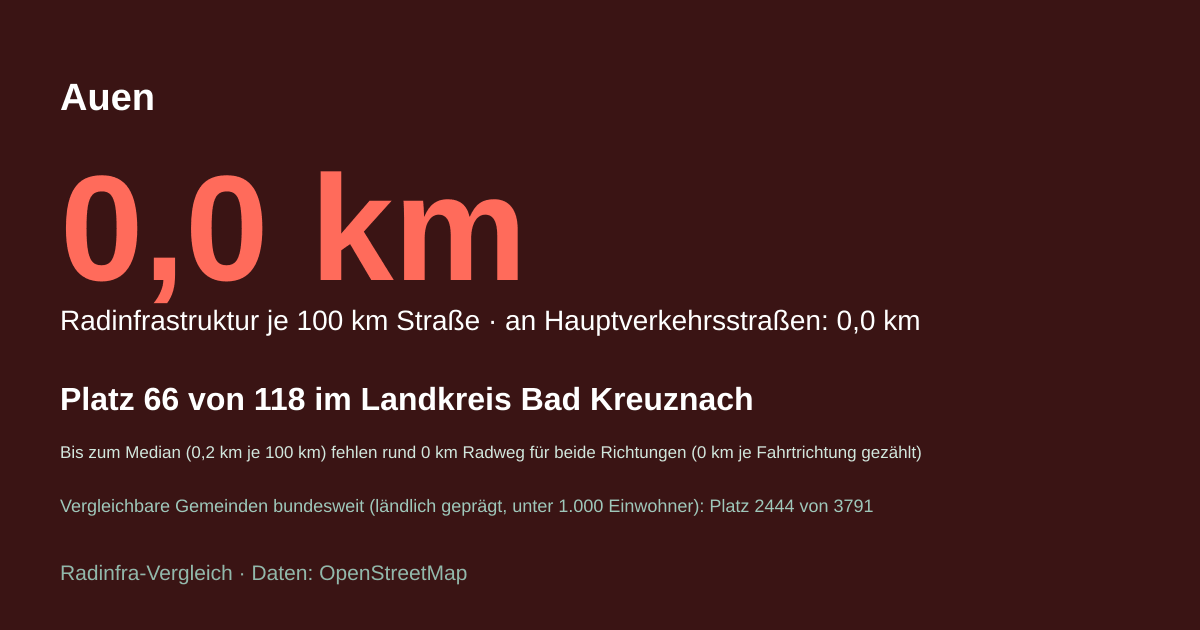 Auen
0,0 km
Radinfrastruktur je 100 km Straße · an Hauptverkehrsstraßen: 0,0 km
Platz 66 von 118 im Landkreis Bad Kreuznach
Bis zum Median (0,2 km je 100 km) fehlen rund 0 km Radweg für beide Richtungen (0 km je Fahrtrichtung gezählt)
Vergleichbare Gemeinden bundesweit (ländlich geprägt, unter 1.000 Einwohner): Platz 2444 von 3791
Radinfra-Vergleich · Daten: OpenStreetMap